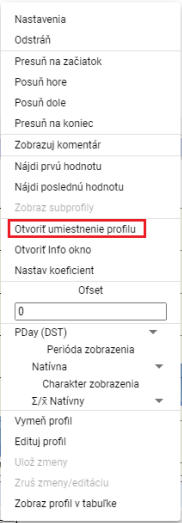 Nastavenia
Odstráň
Presuň na začiatok
Posuň hore
Posuň dole
Presuň na koniec
Zobrazuj komentár
Nájdi prvú hodnotu
Nájdi poslednú hodnotu
Zobraz subprofily
Otvoriť umiestnenie profilu
Otvoriť Info okno
Nastav koeficient
Ofset
0
PDay (DST)
Perióda zobrazenia
Natívna
Charakter zobrazenia
Σ/x̄ Natívny
Vymeň profil
Edituj profil
Ulož zmeny
Zruš zmeny/editáciu
Zobraz profil v tabuľke